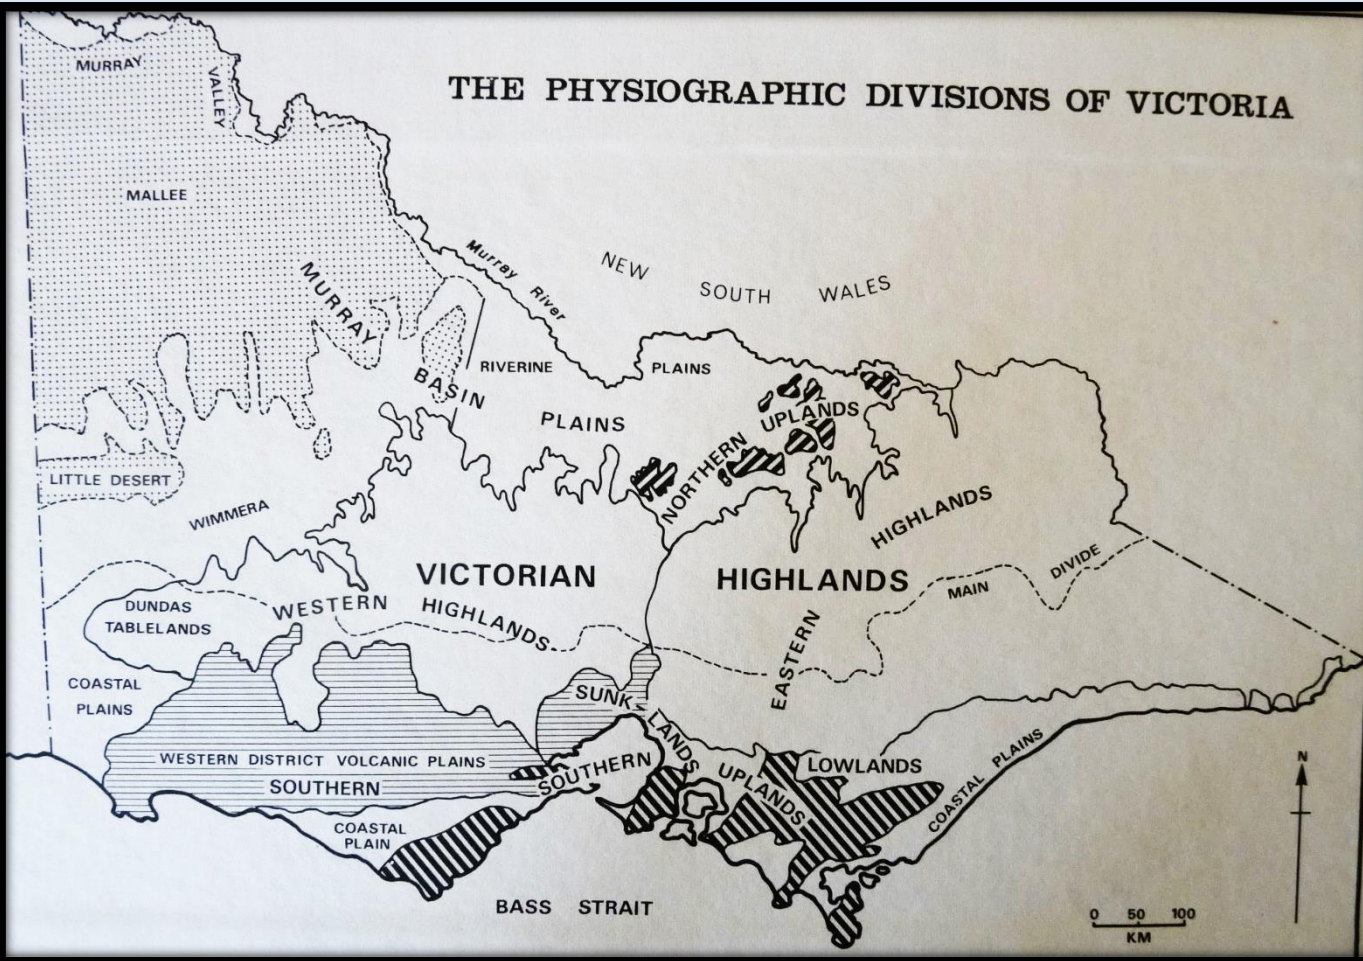 THE PHYSIOGRAPHIC DIVISIONS OF VICTORIA
MURRAY
VALLEY
MALLEE
Murray River
NEW SOUTH WALES
MURRAY
BASIN
PLAINS
RIVERINE
PLAINS
UPLANDS
NORTHERN
LITTLE DESERT
WIMMERA
HIGHLANDS
VICTORIAN HIGHLANDS
MAIN DIVIDE
DUNDAS
TABLELANDS
WESTERN HIGHLANDS
EASTERN
COASTAL
PLAINS
SUNK
LANDS
WESTERN DISTRICT VOLCANIC PLAINS
SOUTHERN
SOUTHERN
UPLANDS
LOWLANDS
COASTAL PLAINS
COASTAL
PLAIN
BASS STRAIT
N
0 50 100
KM